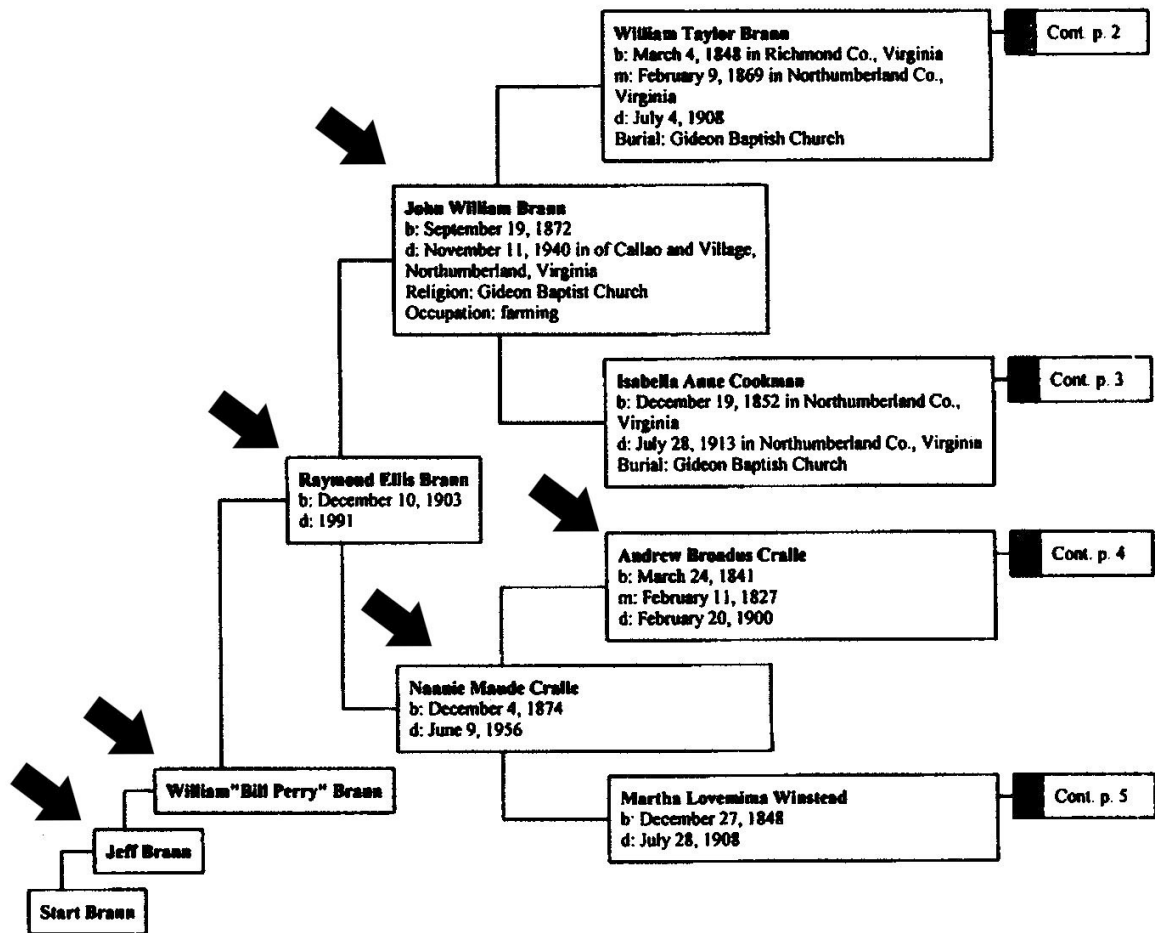 William Taylor Brann
b: March 4, 1848 in Richmond Co., Virginia
m: February 9, 1869 in Northumberland Co.,
Virginia
d: July 4, 1908
Burial: Gideon Baptish Church
Cont. p. 2
John William Brann
b: September 19, 1872
d: November 11, 1940 in of Callao and Village,
Northumberland, Virginia
Religion: Gideon Baptist Church
Occupation: farming
Isabella Anne Cookman
b: December 19, 1852 in Northumberland Co.,
Virginia
d: July 28, 1913 in Northumberland Co., Virginia
Burial: Gideon Baptish Church
Cont. p. 3
Raymond Ellis Brann
b: December 10, 1903
d: 1991
Andrew Broadus Cralle
b: March 24, 1841
m: February 11, 1827
d: February 20, 1900
Cont. p. 4
Nannie Maude Cralle
b: December 4, 1874
d: June 9, 1956
William"Bill Perry" Brann
Martha Lovemima Winstead
b: December 27, 1848
d: July 28, 1908
Cont. p. 5
Jeff Brann
Start Brann